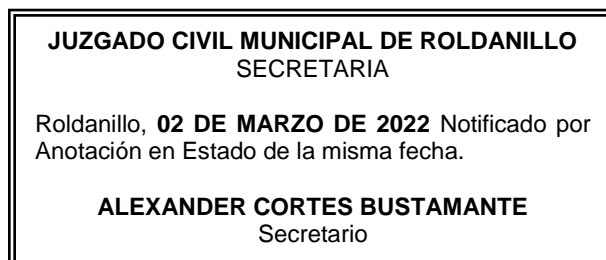 JUZGADO CIVIL MUNICIPAL DE ROLDANILLO
SECRETARIA
Roldanillo, 02 DE MARZO DE 2022 Notificado por
Anotación en Estado de la misma fecha.
ALEXANDER CORTES BUSTAMANTE
Secretario